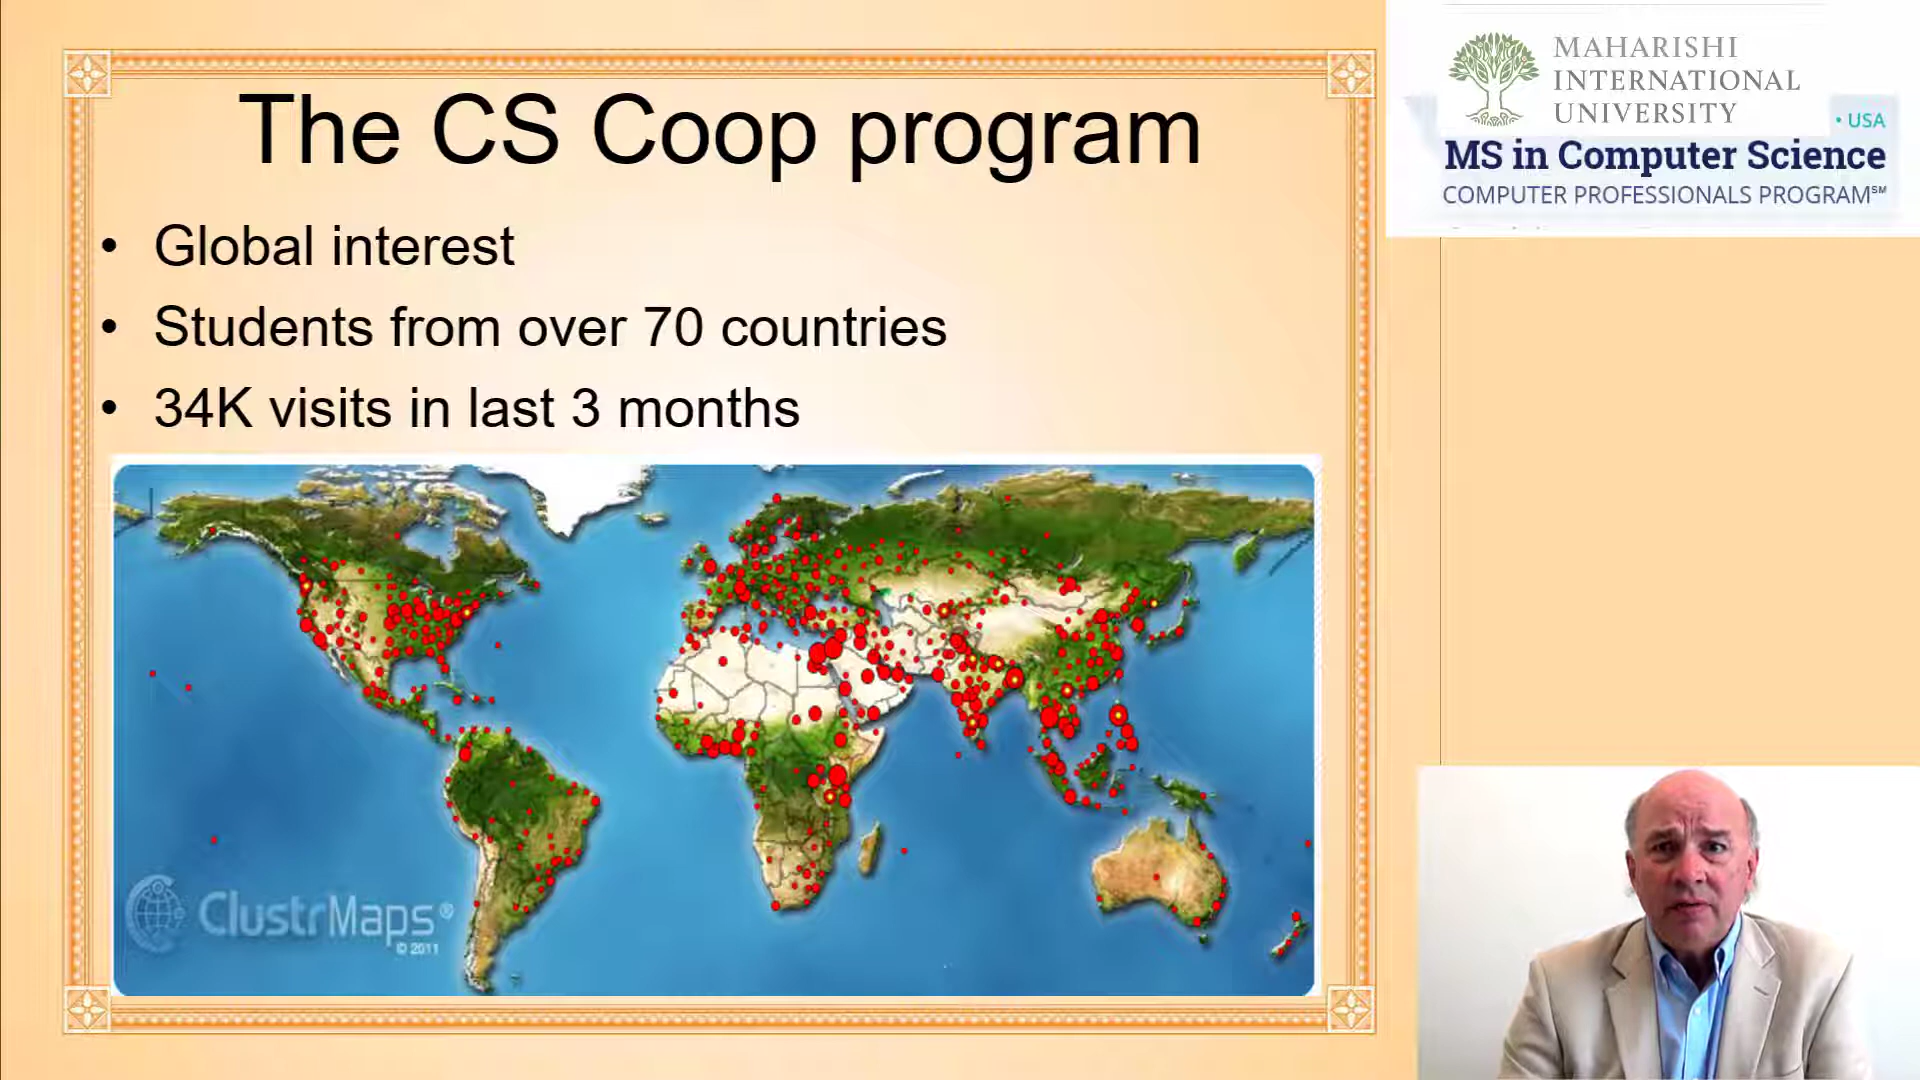 The CS Coop program
• Global interest
• Students from over 70 countries
• 34K visits in last 3 months
ClustrMaps®
© 2011
MAHARISHI
INTERNATIONAL
UNIVERSITY
• USA
MS in Computer Science
COMPUTER PROFESSIONALS PROGRAM℠